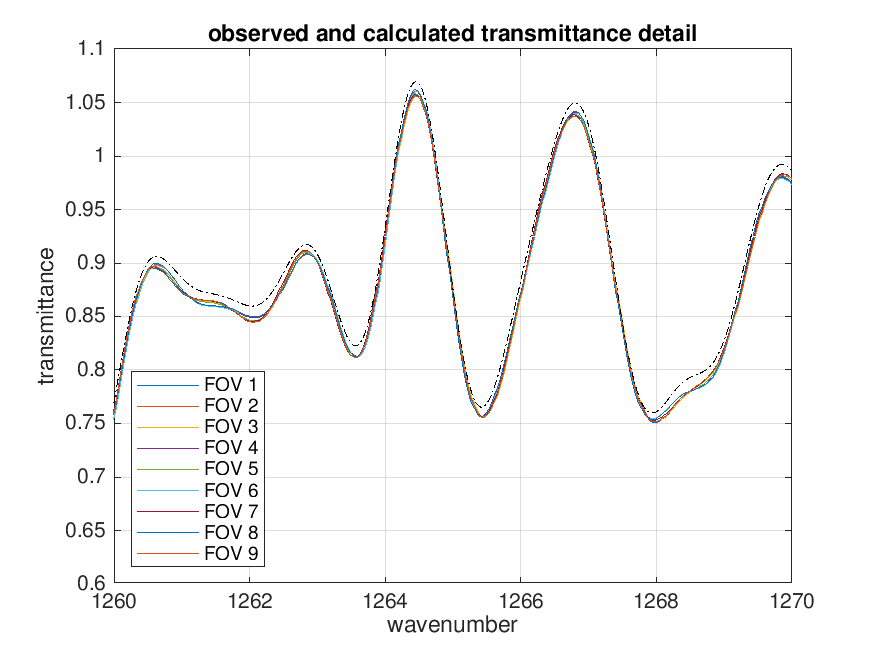 observed and calculated transmittance detail
1.1
1.05
1
0.95
0.9
0.85
0.8
0.75
0.7
0.65
0.6
transmittance
FOV 1
FOV 2
FOV 3
FOV 4
FOV 5
FOV 6
FOV 7
FOV 8
FOV 9
1260 1262 1264 1266 1268 1270
wavenumber